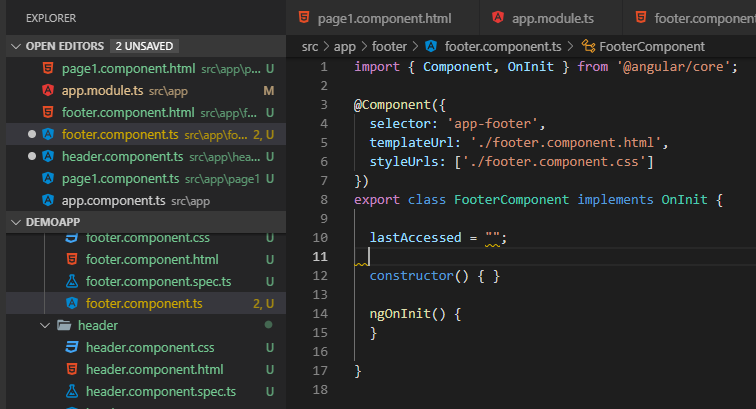 EXPLORER
OPEN EDITORS 2 UNSAVED
page1.component.html src\app\p... U
app.module.ts src\app M
footer.component.html src\app\f... U
footer.component.ts src\app\fo... 2, U
header.component.ts src\app\hea... U
page1.component.ts src\app\page1 U
app.component.ts src\app
DEMOAPP
footer.component.css U
footer.component.html U
footer.component.spec.ts U
footer.component.ts 2, U
header
header.component.css U
header.component.html U
header.component.spec.ts U
page1.component.html app.module.ts footer.component
src > app > footer > footer.component.ts > FooterComponent
1 import { Component, OnInit } from '@angular/core';
2
3 @Component({
4 selector: 'app-footer',
5 templateUrl: './footer.component.html',
6 styleUrls: ['./footer.component.css']
7 })
8 export class FooterComponent implements OnInit {
9
10 lastAccessed = "";
11
12 constructor() { }
13
14 ngOnInit() {
15 }
16
17 }
18